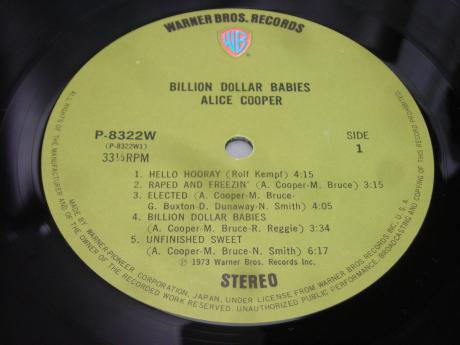 WARNER BROS. RECORDS
WB
BILLION DOLLAR BABIES
ALICE COOPER
P-8322W
(P-8322W1)
33⅓RPM
SIDE
1
1. HELLO HOORAY (Rolf Kempf) 4:15
2. RAPED AND FREEZIN' (A. Cooper-M. Bruce) 3:15
3. ELECTED (A. Cooper-M. Bruce-
G. Buxton-D. Dunaway-N. Smith) 4:05
4. BILLION DOLLAR BABIES
(A. Cooper-M. Bruce-R. Reggie) 3:34
5. UNFINISHED SWEET
(A. Cooper-M. Bruce-N. Smith) 6:17
℗ 1973 Warner Bros. Records Inc.
STEREO
MADE BY WARNER-PIONEER CORPORATION, JAPAN, UNDER LICENSE FROM WARNER BROS. RECORDS INC., U.S.A.
ALL RIGHTS OF THE MANUFACTURER AND OF THE OWNER OF THE RECORDED WORK RESERVED. UNAUTHORIZED PUBLIC PERFORMANCE, BROADCASTING AND COPYING OF THIS RECORD PROHIBITED.